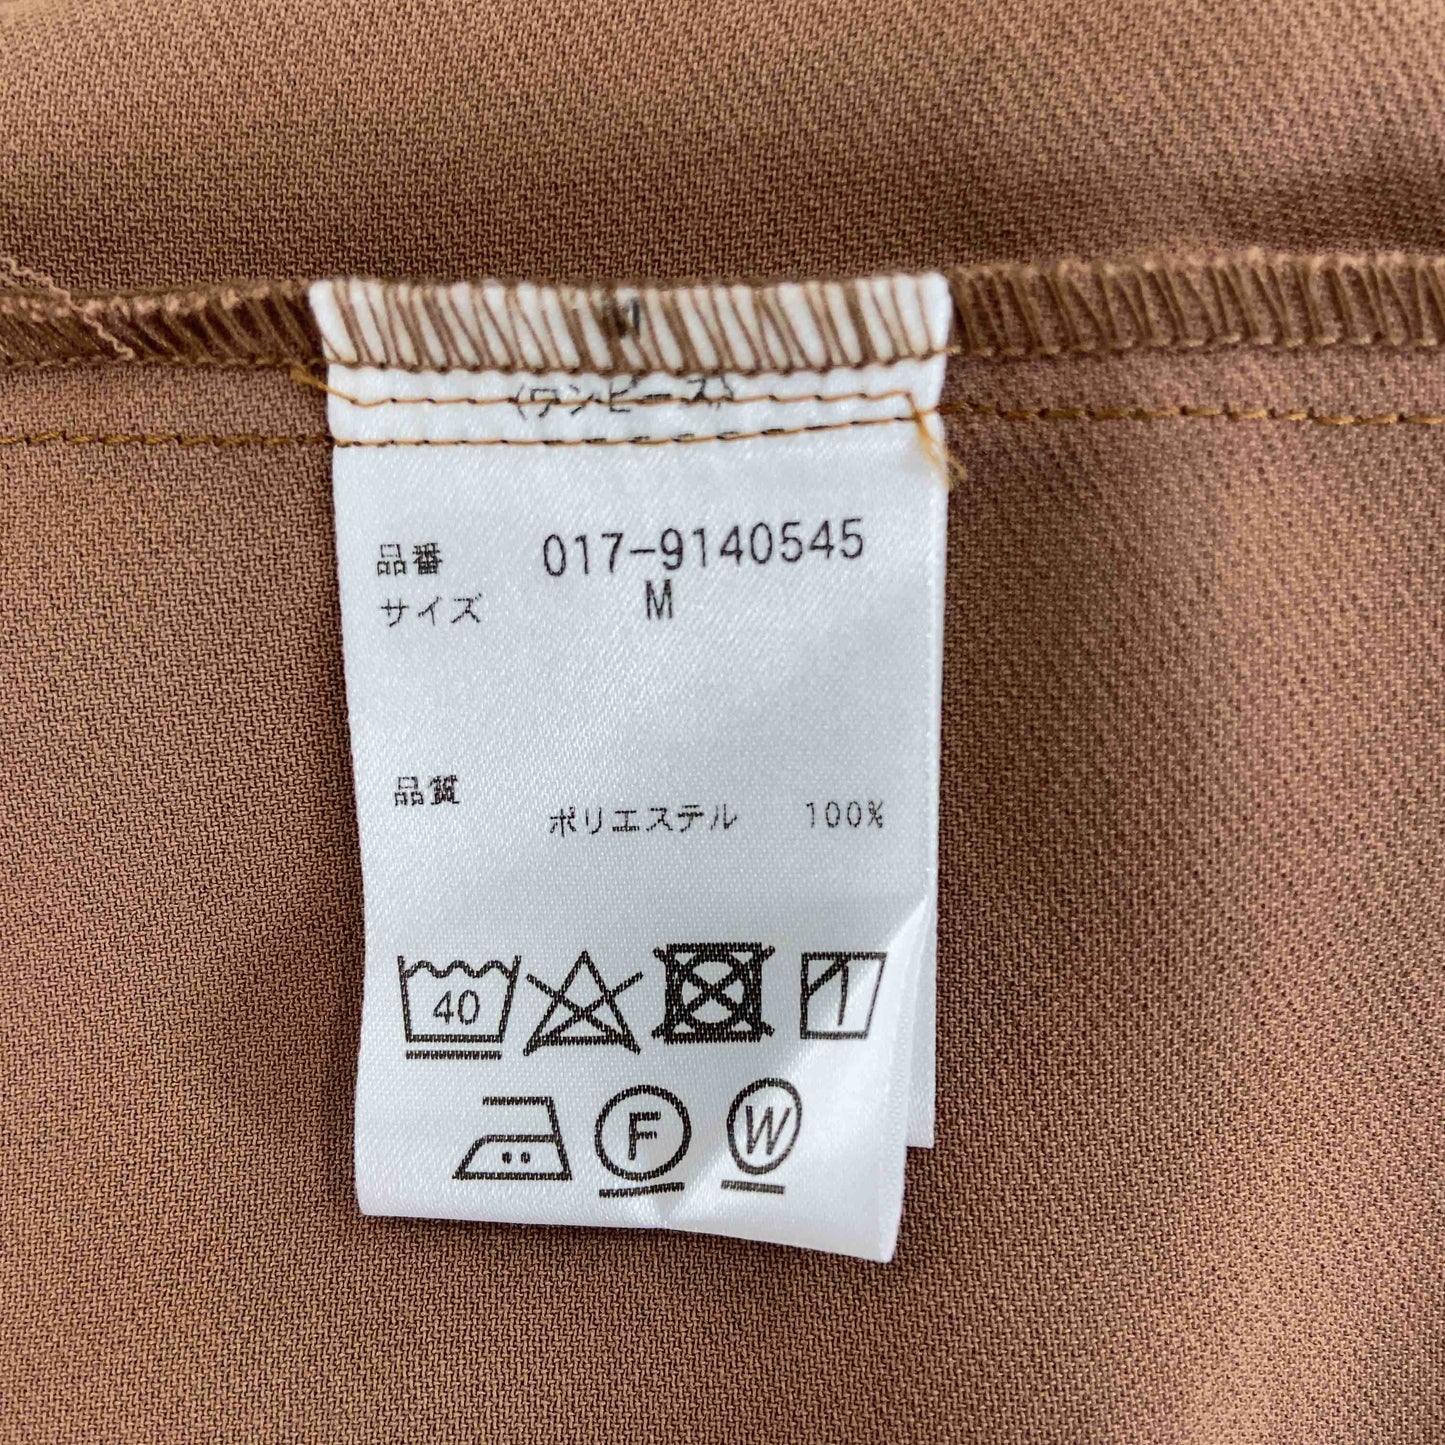 (ワンピース)
品番 017-9140545
サイズ M
品質
ポリエステル 100%
40
F W